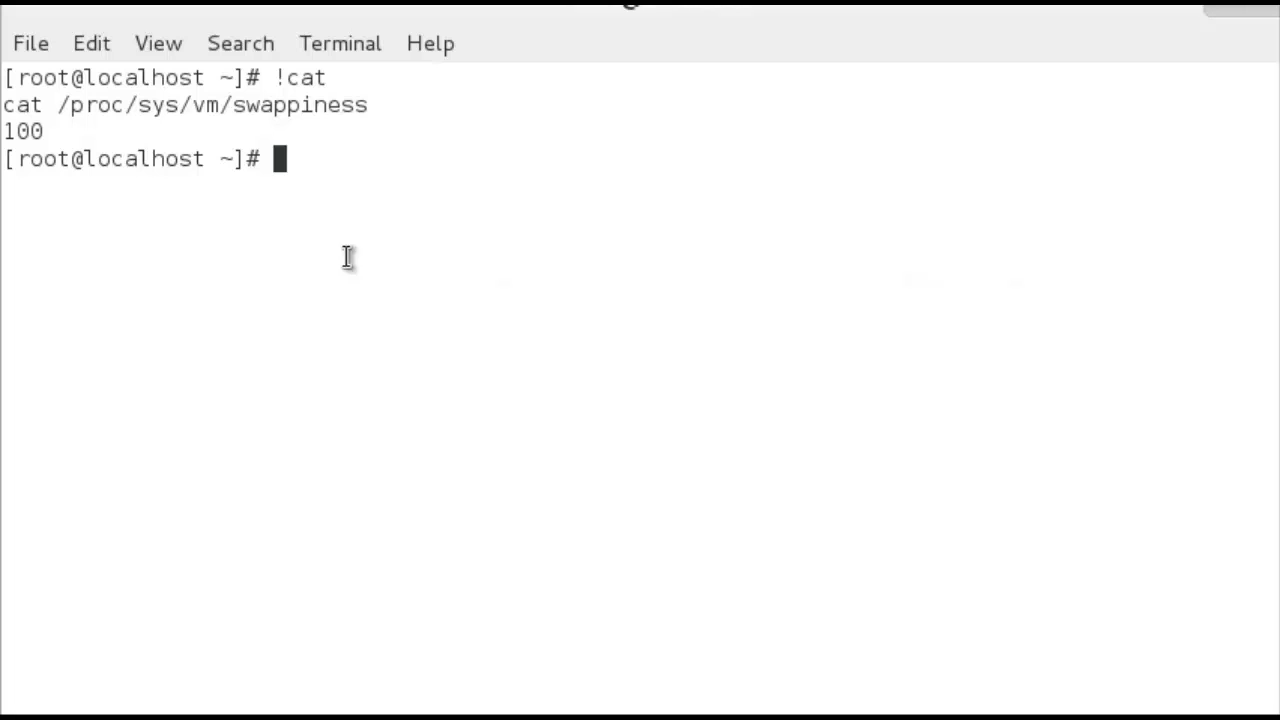 File Edit View Search Terminal Help
[root@localhost ~]# !cat
cat /proc/sys/vm/swappiness
100
[root@localhost ~]#